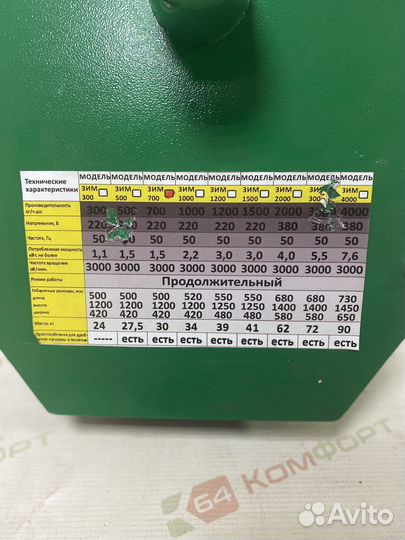 Технические характеристики МОДЕЛЬ МОДЕЛЬ МОДЕЛЬ МОДЕЛЬ МОДЕЛЬ МОДЕЛЬ МОДЕЛЬ МОДЕЛЬ МОДЕЛЬ
ЗИМ 300 ЗИМ 500 ЗИМ 700 ЗИМ 1000 ЗИМ 1200 ЗИМ 1500 ЗИМ 2000 ЗИМ ЗИМ 4000
Производительность кг/ч до: 300 500 700 1000 1200 1500 2000 4000
Напряжение, В 220 220 220 220 220 380 380 380
Частота, Гц 50 50 50 50 50 50 50 50 50
Потребляемая мощность кВт, не более 1,1 1,5 1,5 2,2 3,0 3,0 4,0 5,5 7,6
Частота вращения об/мин. 3000 3000 3000 3000 3000 3000 3000 3000 3000
Режим работы Продолжительный
Габаритные размеры, мм
длина 500 500 500 520 550 550 680 680 730
высота 1200 1200 1200 1200 1250 1250 1400 1400 1450
ширина 420 420 420 420 480 480 580 580 650
Масса, кг 24 27,5 30 34 39 41 62 72 90
----- есть есть есть есть есть есть есть есть
64 КОМФОРТ
Avito